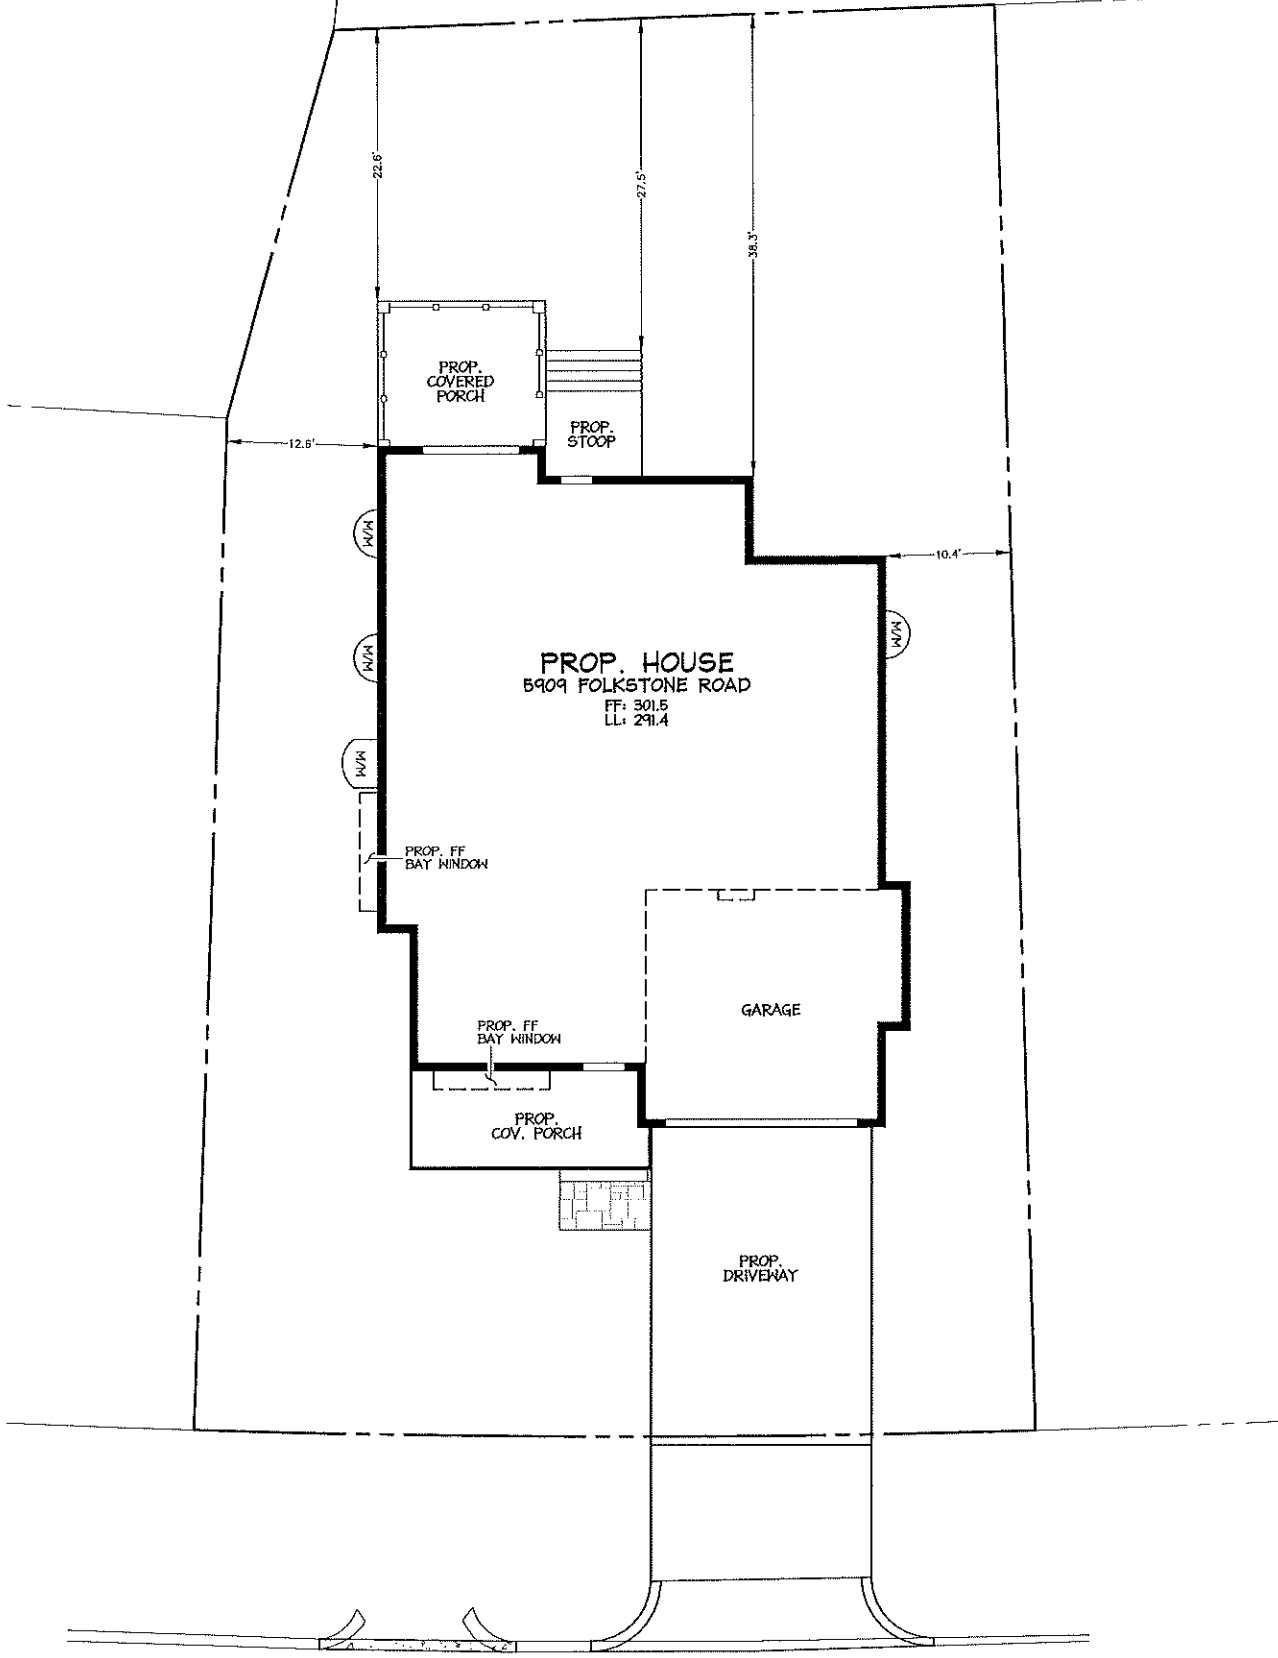 22.6'
27.5'
38.3'
PROP.
COVERED
PORCH
PROP.
STOOP
12.6'
10.4'
M/M
M/M
M/M
M/M
PROP. HOUSE
5909 FOLKSTONE ROAD
FF: 301.5
LL: 291.4
PROP. FF
BAY WINDOW
GARAGE
PROP. FF
BAY WINDOW
PROP.
COV. PORCH
PROP.
DRIVEWAY